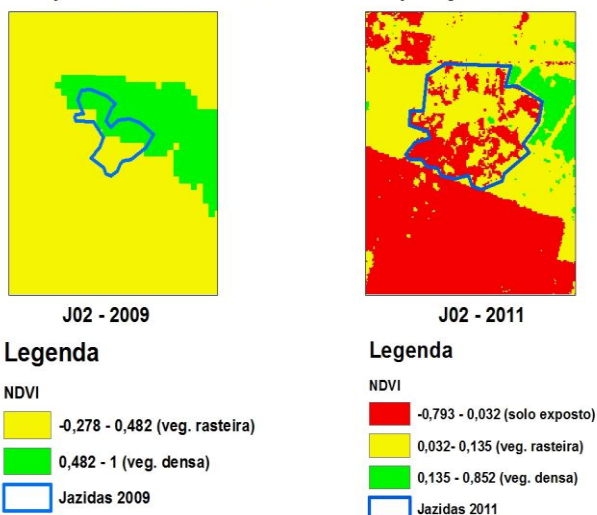 J02 - 2009
Legenda
NDVI
-0,278 - 0,482 (veg. rasteira)
0,482 - 1 (veg. densa)
Jazidas 2009
J02 - 2011
Legenda
NDVI
-0,793 - 0,032 (solo exposto)
0,032- 0,135 (veg. rasteira)
0,135 - 0,852 (veg. densa)
Jazidas 2011